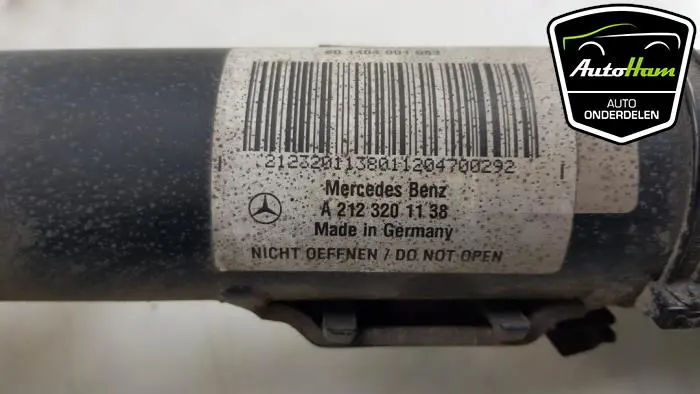 AutoHam
AUTO
ONDERDELEN
2123201138011204700292
Mercedes Benz
A 212 320 11 38
Made in Germany
NICHT OEFFNEN / DO NOT OPEN